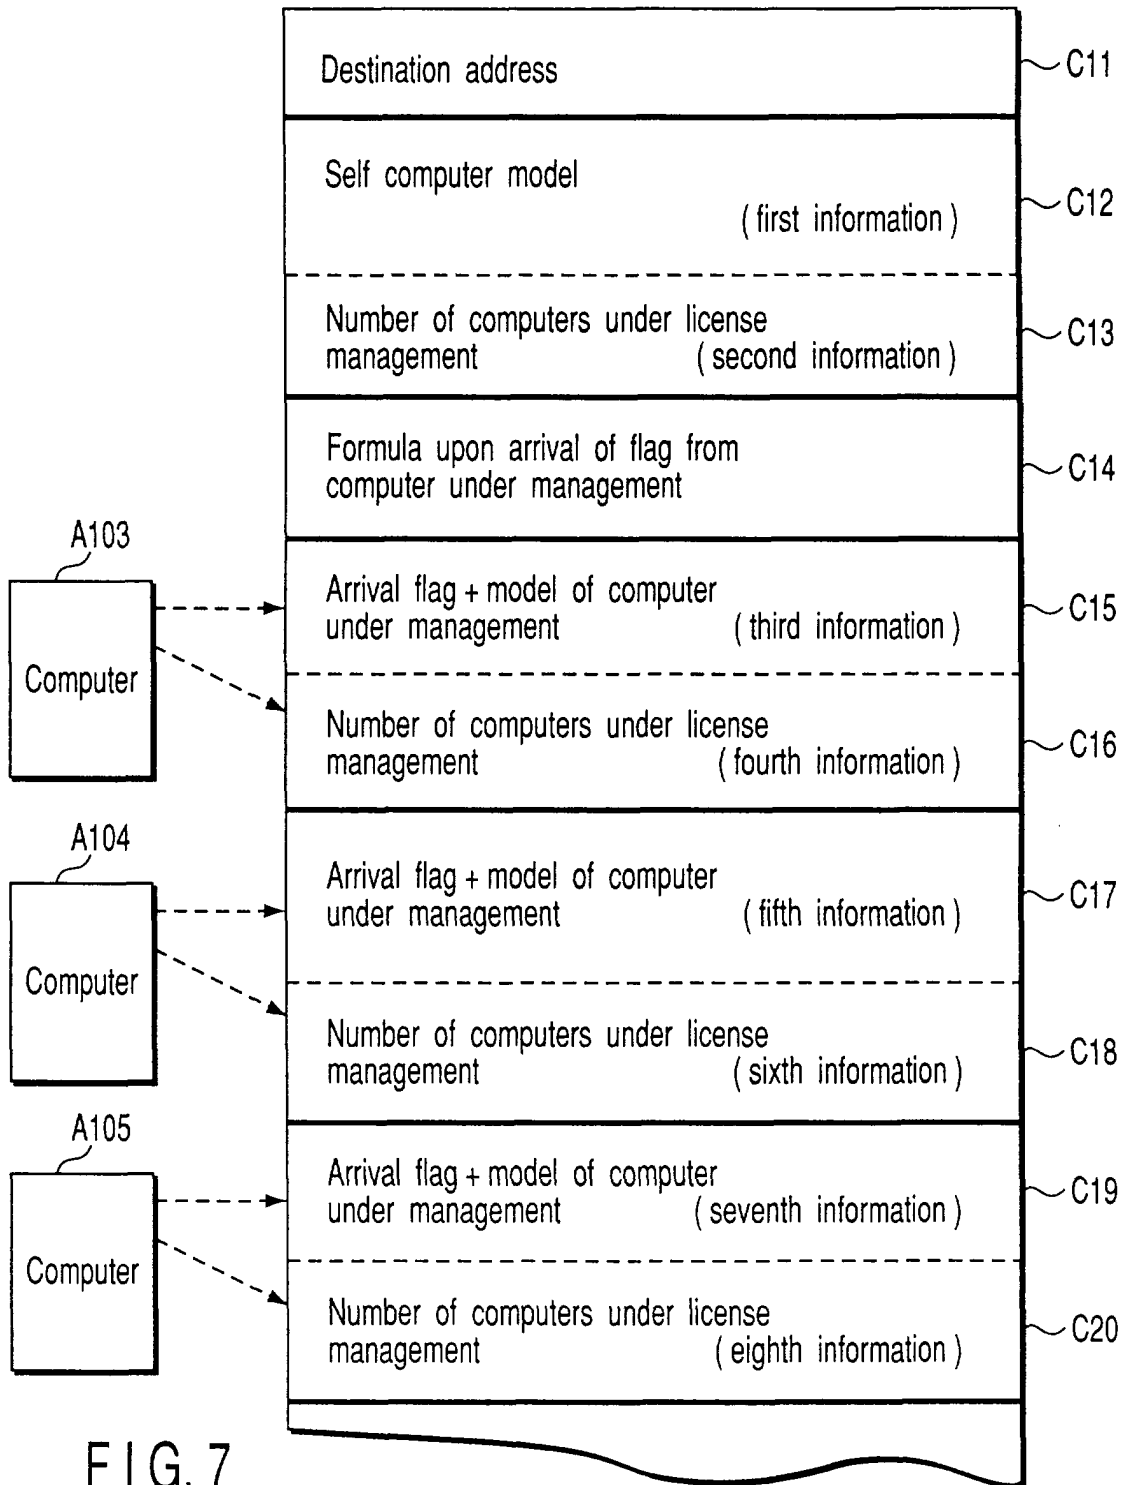 Destination address
C11
Self computer model
(first information)
C12
Number of computers under license
management (second information)
C13
Formula upon arrival of flag from
computer under management
C14
A103
Computer
Arrival flag + model of computer
under management (third information)
C15
Number of computers under license
management (fourth information)
C16
A104
Computer
Arrival flag + model of computer
under management (fifth information)
C17
Number of computers under license
management (sixth information)
C18
A105
Computer
Arrival flag + model of computer
under management (seventh information)
C19
Number of computers under license
management (eighth information)
C20
FIG. 7